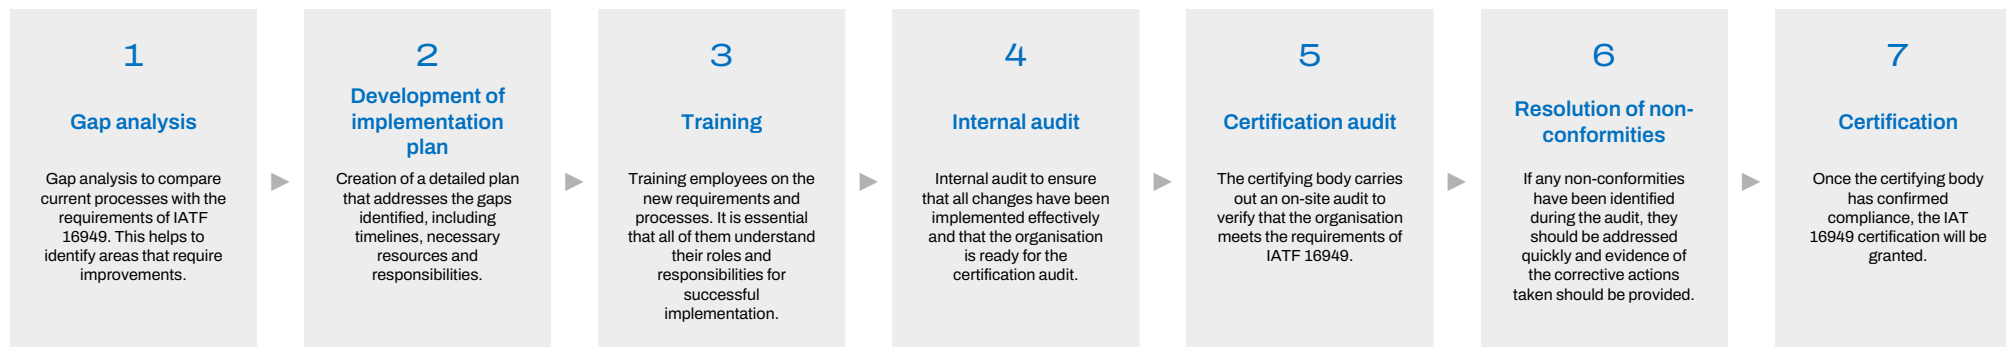 1
Gap analysis
Gap analysis to compare
current processes with the
requirements of IATF
16949. This helps to
identify areas that require
improvements.
2
Development of
implementation
plan
Creation of a detailed plan
that addresses the gaps
identified, including
timelines, necessary
resources and
responsibilities.
3
Training
Training employees on the
new requirements and
processes. It is essential
that all of them understand
their roles and
responsibilities for
successful
implementation.
4
Internal audit
Internal audit to ensure
that all changes have been
implemented effectively
and that the organisation
is ready for the
certification audit.
5
Certification audit
The certifying body carries
out an on-site audit to
verify that the organisation
meets the requirements of
IATF 16949.
6
Resolution of non-
conformities
If any non-conformities
have been identified
during the audit, they
should be addressed
quickly and evidence of
the corrective actions
taken should be provided.
7
Certification
Once the certifying body
has confirmed
compliance, the IAT
16949 certification will be
granted.